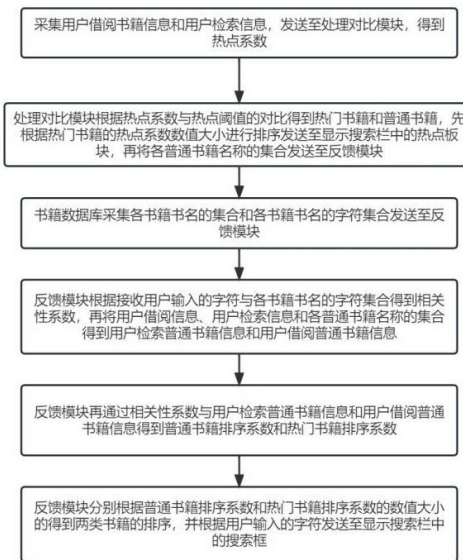 采集用户借阅书籍信息和用户检索信息，发送至处理对比模块，得到
热点系数
处理对比模块根据热点系数与热点阈值的对比得到热门书籍和普通书籍，先
根据热门书籍的热点系数数值大小进行排序发送至显示搜索栏中的热点板
块，再将各普通书籍名称的集合发送至反馈模块
书籍数据库采集各书籍书名的集合和各书籍书名的字符集合发送至反
馈模块
反馈模块根据接收用户输入的字符与各书籍书名的字符集合得到相关
性系数，再将用户借阅信息、用户检索信息和各普通书籍名称的集合
得到用户检索普通书籍信息和用户借阅普通书籍信息
反馈模块再通过相关性系数与用户检索普通书籍信息和用户借阅普通
书籍信息得到普通书籍排序系数和热门书籍排序系数
反馈模块分别根据普通书籍排序系数和热门书籍排序系数的数值大小
的得到两类书籍的排序，并根据用户输入的字符发送至显示搜索栏中
的搜索框